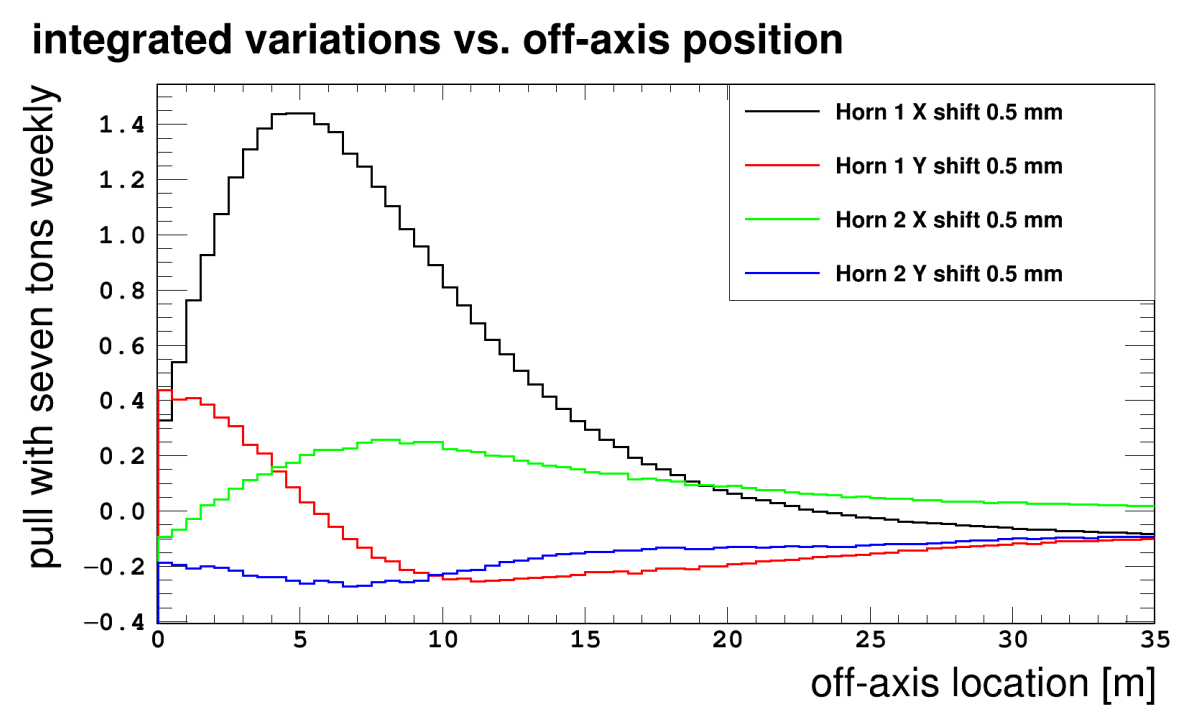 integrated variations vs. off-axis position
pull with seven tons weekly
Horn 1 X shift 0.5 mm
Horn 1 Y shift 0.5 mm
Horn 2 X shift 0.5 mm
Horn 2 Y shift 0.5 mm
1.4
1.2
1.0
0.8
0.6
0.4
0.2
0.0
−0.2
−0.4
0 5 10 15 20 25 30 35
off-axis location [m]